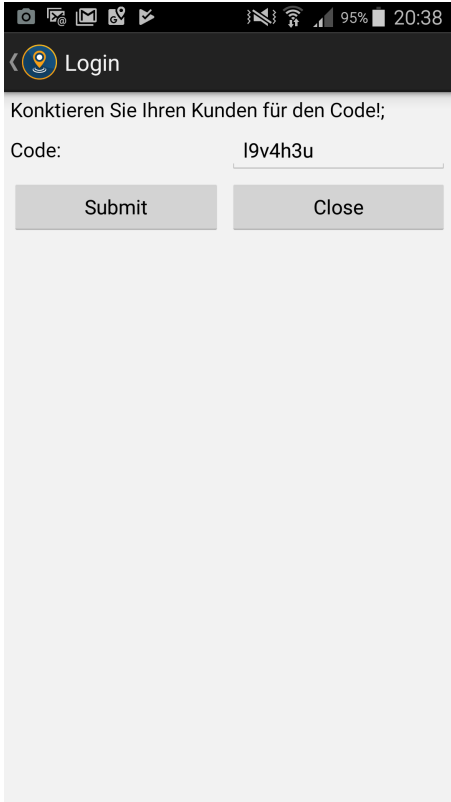 95% 20:38
Login
Konktieren Sie Ihren Kunden für den Code!;
Code: l9v4h3u
Submit Close